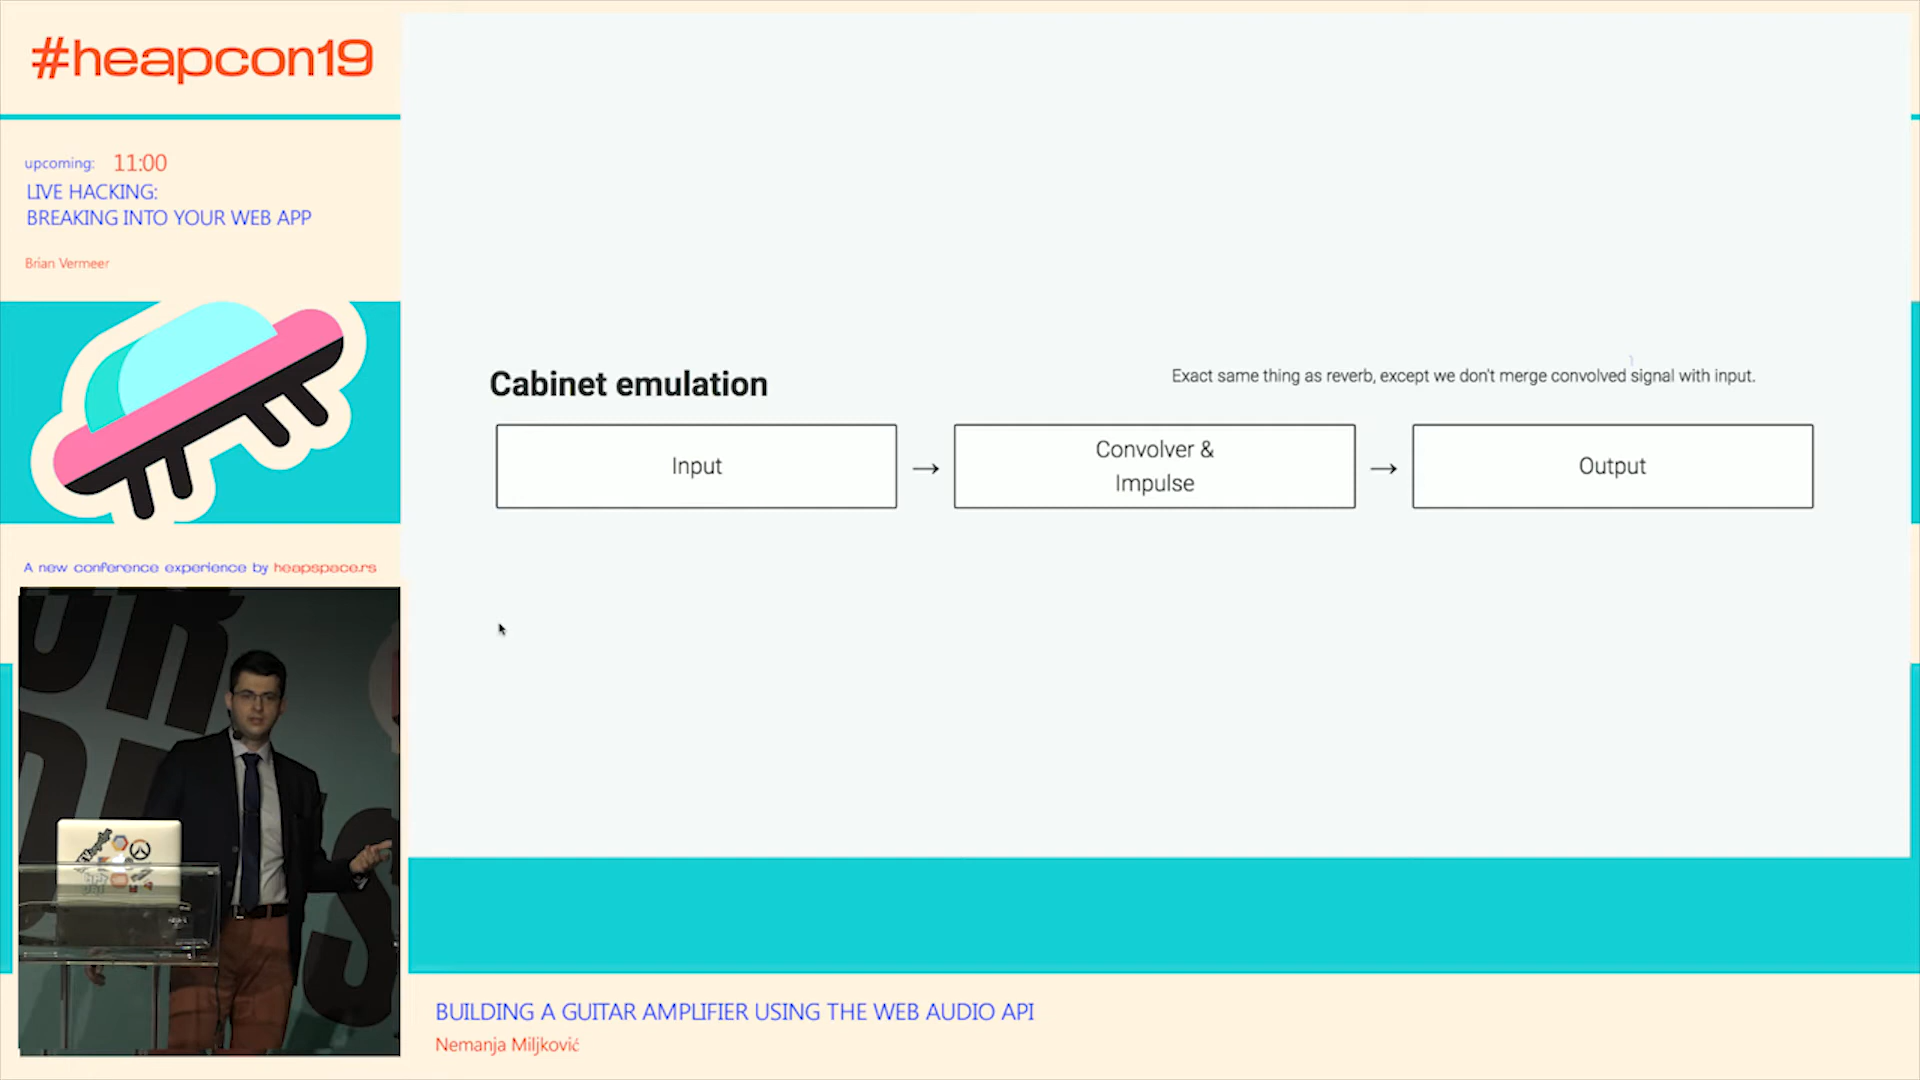 #heapcon19
upcoming: 11:00
LIVE HACKING:
BREAKING INTO YOUR WEB APP
Brian Vermeer
A new conference experience by heapspace.rs
Cabinet emulation
Exact same thing as reverb, except we don't merge convolved signal with input.
Input
→
Convolver &
Impulse
→
Output
BUILDING A GUITAR AMPLIFIER USING THE WEB AUDIO API
Nemanja Miljković